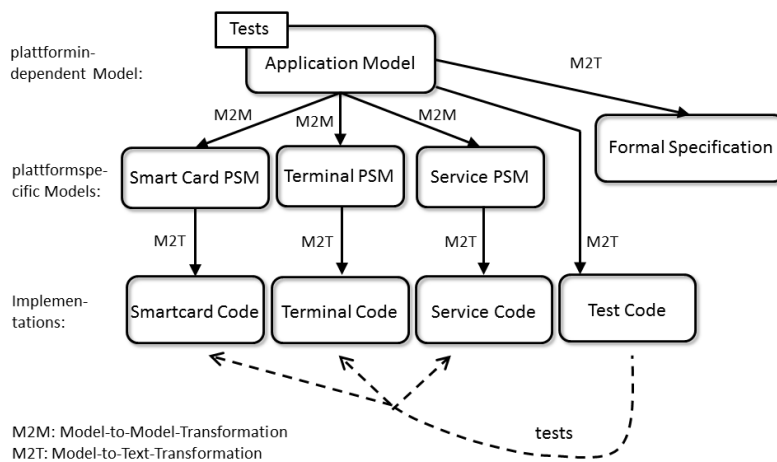 Tests
plattformin-
dependent Model:
Application Model
M2T
M2M
M2M
M2M
Formal Specification
plattformspe-
cific Models:
Smart Card PSM
Terminal PSM
Service PSM
M2T
M2T
M2T
M2T
Implemen-
tations:
Smartcard Code
Terminal Code
Service Code
Test Code
tests
M2M: Model-to-Model-Transformation
M2T: Model-to-Text-Transformation